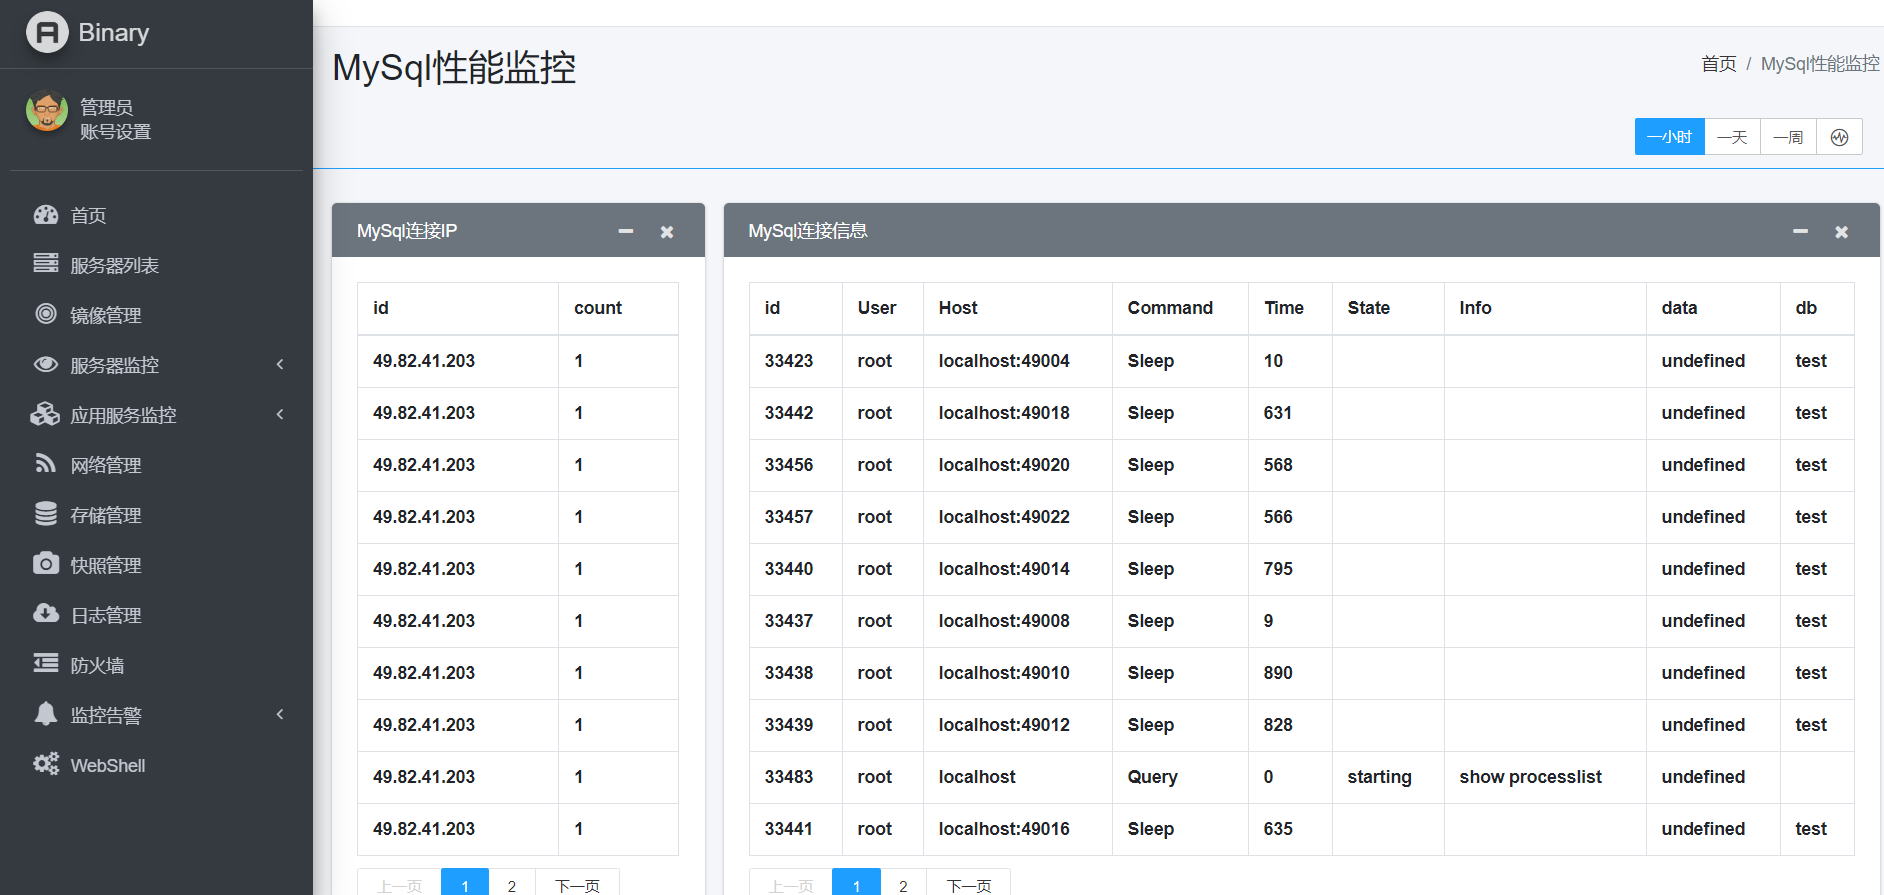 Binary
管理员
账号设置
首页
服务器列表
镜像管理
服务器监控
应用服务监控
网络管理
存储管理
快照管理
日志管理
防火墙
监控告警
WebShell
MySql性能监控
首页 / MySql性能监控
一小时 一天 一周
MySql连接IP
id count
49.82.41.203 1
49.82.41.203 1
49.82.41.203 1
49.82.41.203 1
49.82.41.203 1
49.82.41.203 1
49.82.41.203 1
49.82.41.203 1
49.82.41.203 1
49.82.41.203 1
上一页 1 2 下一页
MySql连接信息
id User Host Command Time State Info data db
33423 root localhost:49004 Sleep 10 undefined test
33442 root localhost:49018 Sleep 631 undefined test
33456 root localhost:49020 Sleep 568 undefined test
33457 root localhost:49022 Sleep 566 undefined test
33440 root localhost:49014 Sleep 795 undefined test
33437 root localhost:49008 Sleep 9 undefined test
33438 root localhost:49010 Sleep 890 undefined test
33439 root localhost:49012 Sleep 828 undefined test
33483 root localhost Query 0 starting show processlist undefined
33441 root localhost:49016 Sleep 635 undefined test
上一页 1 2 下一页